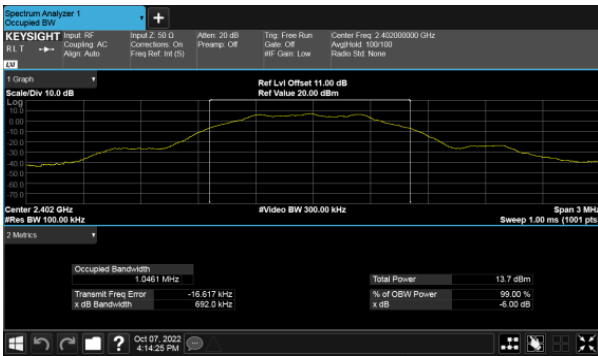 Spectrum Analyzer 1
Occupied BW
+
KEYSIGHT Input: RF Input Z: 50 Ω Atten: 20 dB Trig: Free Run Center Freq: 2.402000000 GHz
RLT Coupling: AC Corrections: On Preamp: Off Gate: Off Avg|Hold: 100/100
Align: Auto Freq Ref: Int (S) #IF Gain: Low Radio Std: None
LXI
1 Graph
Ref Lvl Offset 11.00 dB
Scale/Div 10.0 dB Ref Value 20.00 dBm
Log
10.0
0.00
-10.0
-20.0
-30.0
-40.0
-50.0
-60.0
-70.0
Center 2.402 GHz #Video BW 300.00 kHz Span 3 MHz
#Res BW 100.00 kHz Sweep 1.00 ms (1001 pts
2 Metrics
Occupied Bandwidth
1.0461 MHz Total Power 13.7 dBm
Transmit Freq Error -16.617 kHz % of OBW Power 99.00 %
x dB Bandwidth 692.0 kHz x dB -6.00 dB
? Oct 07, 2022
4:14:25 PM